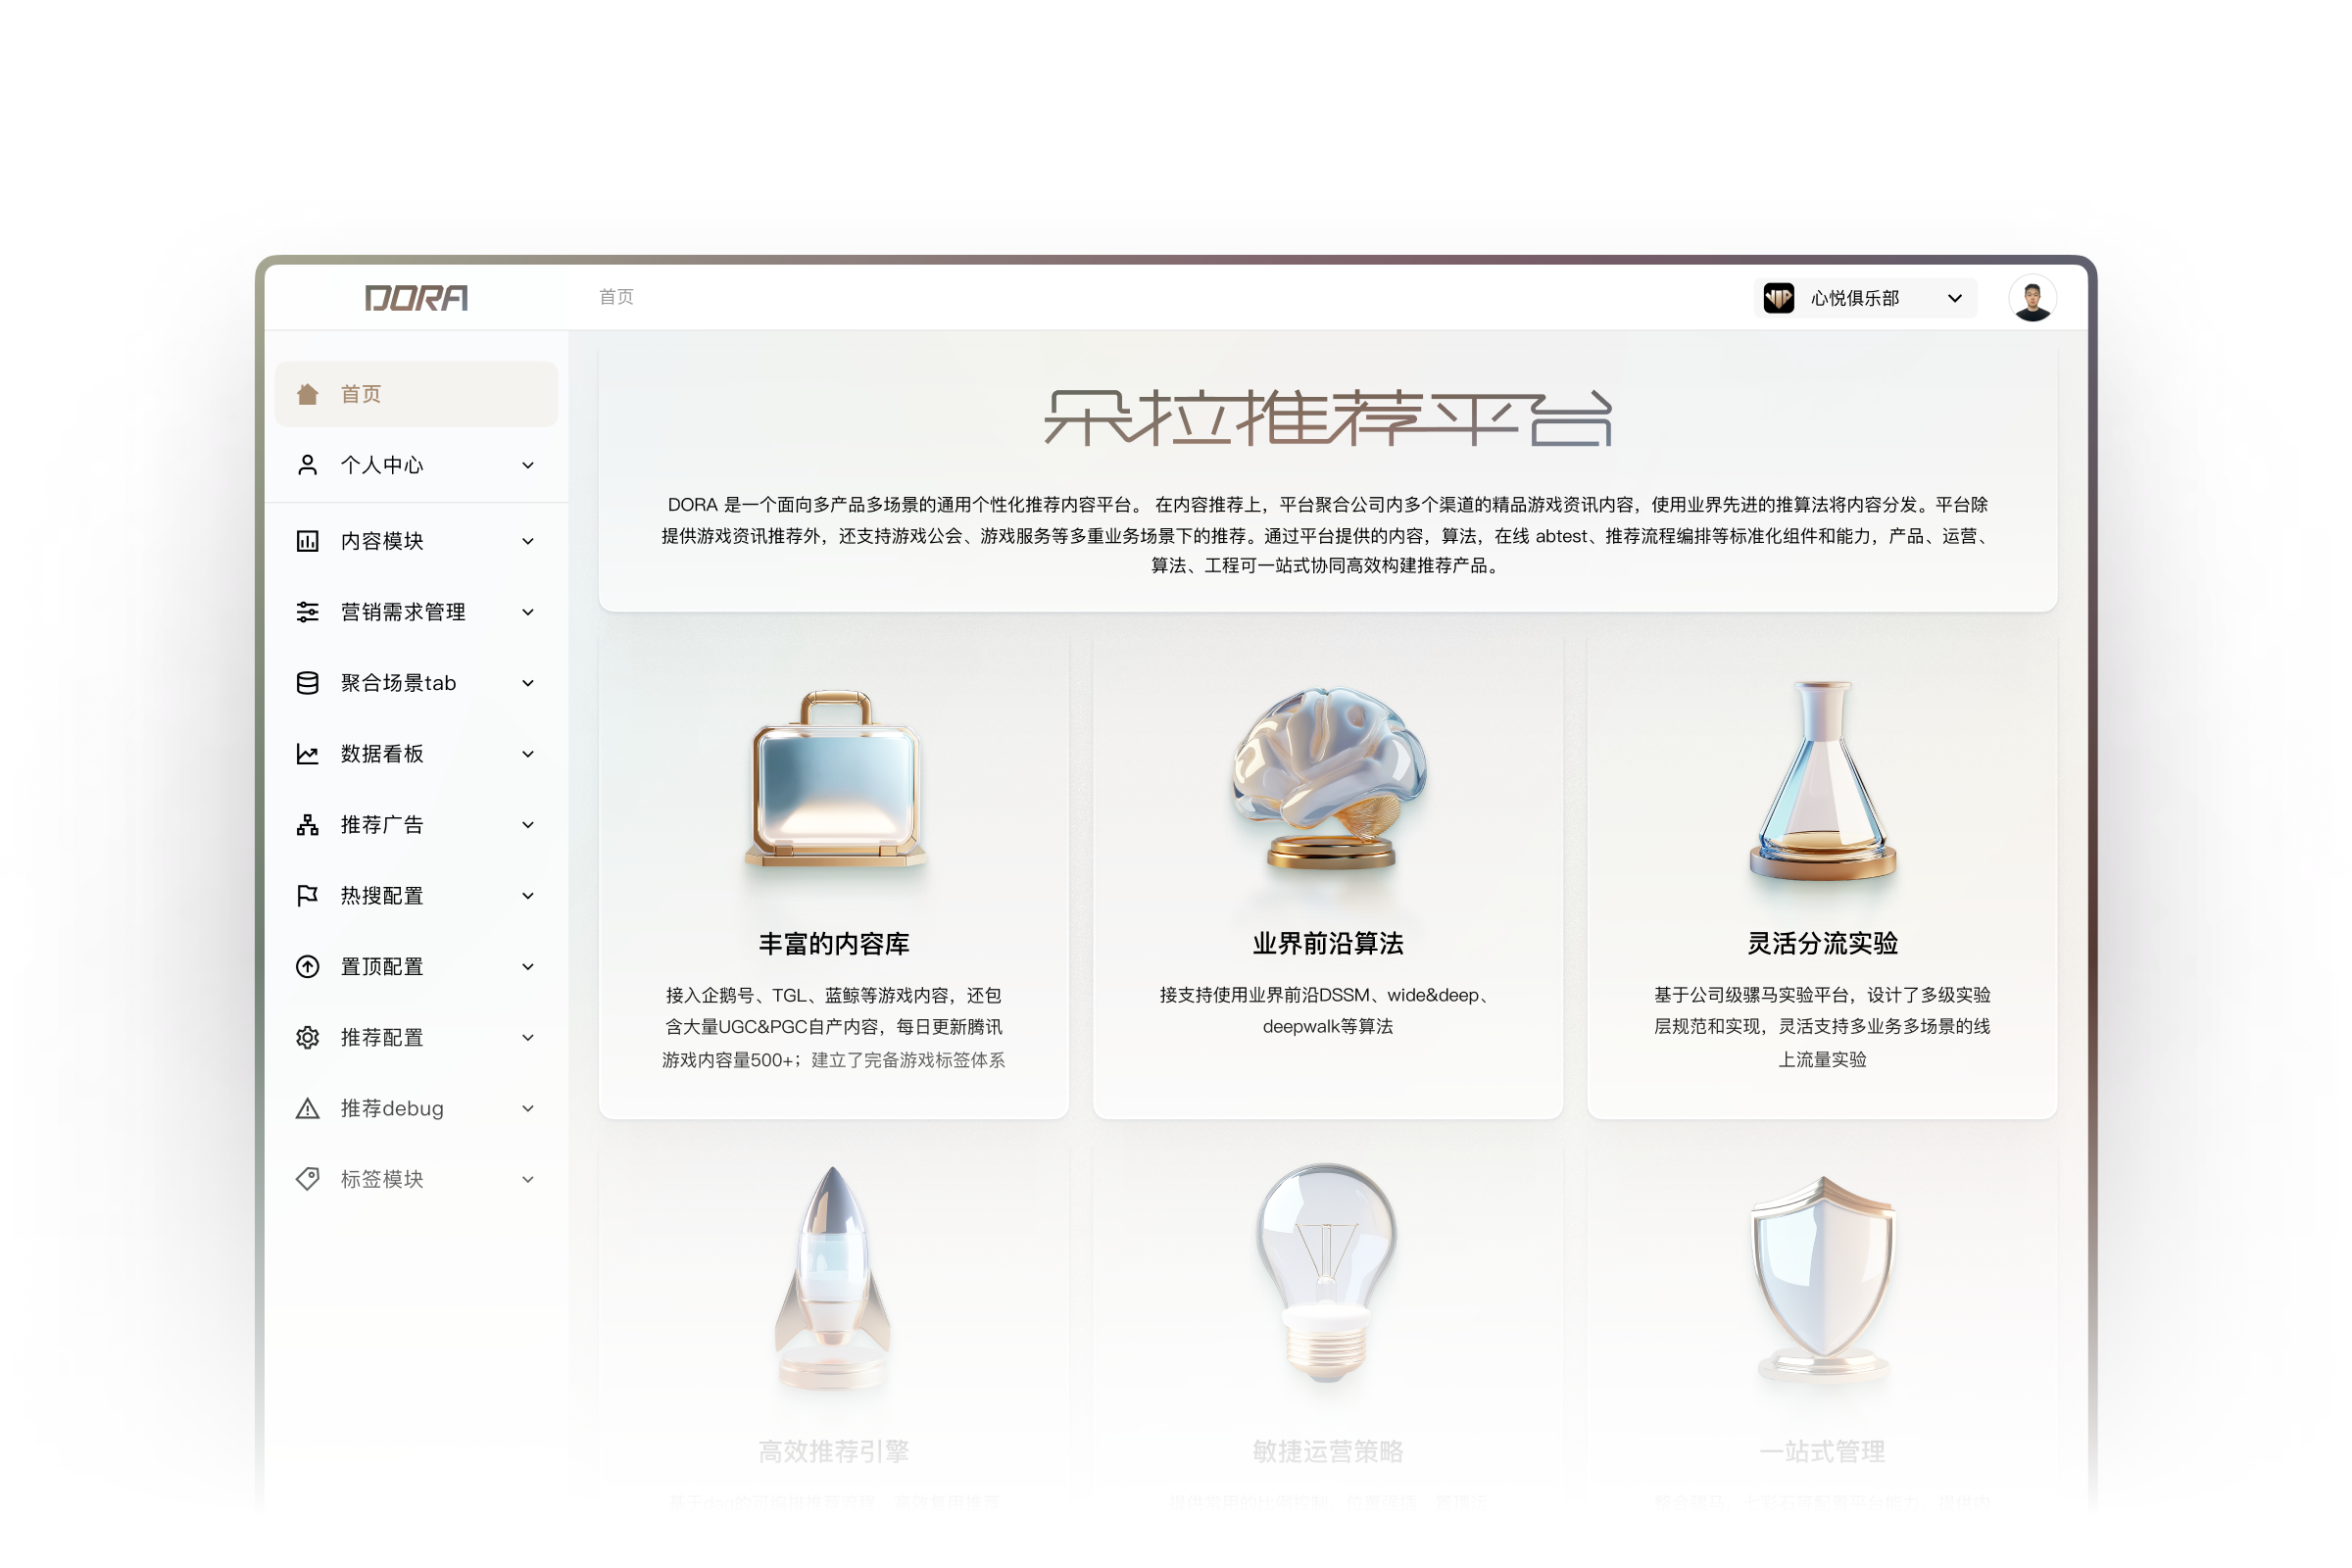 DORA
首页
心悦俱乐部
首页
个人中心
内容模块
营销需求管理
聚合场景tab
数据看板
推荐广告
热搜配置
置顶配置
推荐配置
推荐debug
标签模块
朵拉推荐平台
DORA 是一个面向多产品多场景的通用个性化推荐内容平台。 在内容推荐上，平台聚合公司内多个渠道的精品游戏资讯内容，使用业界先进的推算法将内容分发。平台除
提供游戏资讯推荐外，还支持游戏公会、游戏服务等多重业务场景下的推荐。通过平台提供的内容，算法，在线 abtest、推荐流程编排等标准化组件和能力，产品、运营、
算法、工程可一站式协同高效构建推荐产品。
丰富的内容库
接入企鹅号、TGL、蓝鲸等游戏内容，还包
含大量UGC&PGC自产内容，每日更新腾讯
游戏内容量500+；建立了完备游戏标签体系
业界前沿算法
接支持使用业界前沿DSSM、wide&deep、
deepwalk等算法
灵活分流实验
基于公司级骡马实验平台，设计了多级实验
层规范和实现，灵活支持多业务多场景的线
上流量实验
高效推荐引擎
敏捷运营策略
一站式管理